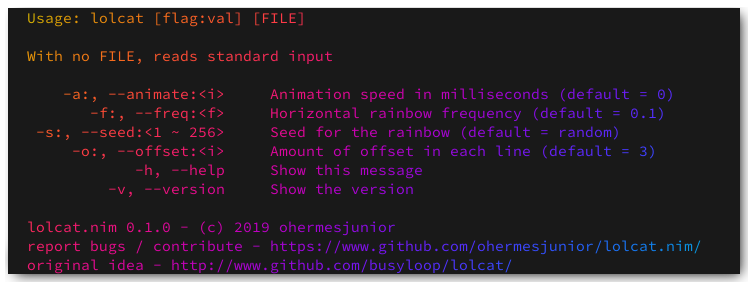 Usage: lolcat [flag:val] [FILE]
With no FILE, reads standard input
-a:, --animate:<i>     Animation speed in milliseconds (default = 0)
-f:, --freq:<f>     Horizontal rainbow frequency (default = 0.1)
-s:, --seed:<1 ~ 256>     Seed for the rainbow (default = random)
-o:, --offset:<i>     Amount of offset in each line (default = 3)
-h, --help     Show this message
-v, --version     Show the version
lolcat.nim 0.1.0 - (c) 2019 ohermesjunior
report bugs / contribute - https://www.github.com/ohermesjunior/lolcat.nim/
original idea - http://www.github.com/busyloop/lolcat/